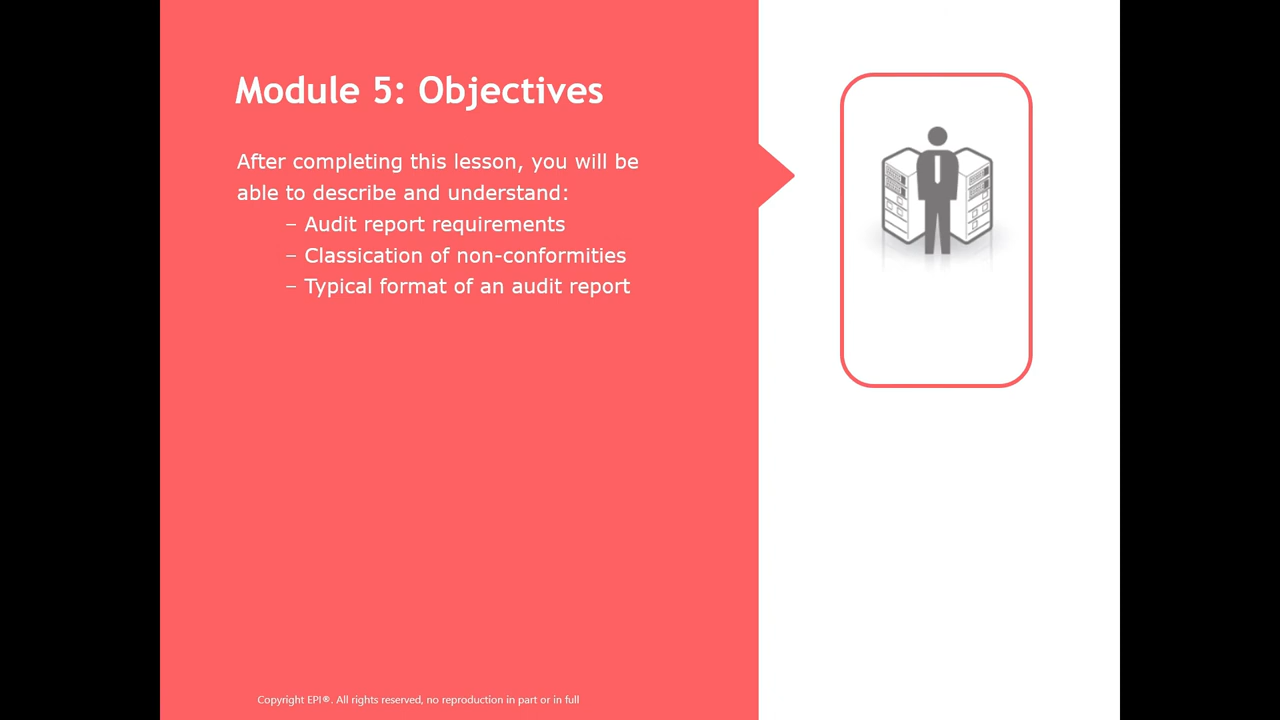 Module 5: Objectives
After completing this lesson, you will be
able to describe and understand:
– Audit report requirements
– Classication of non-conformities
– Typical format of an audit report
Copyright EPI®. All rights reserved, no reproduction in part or in full